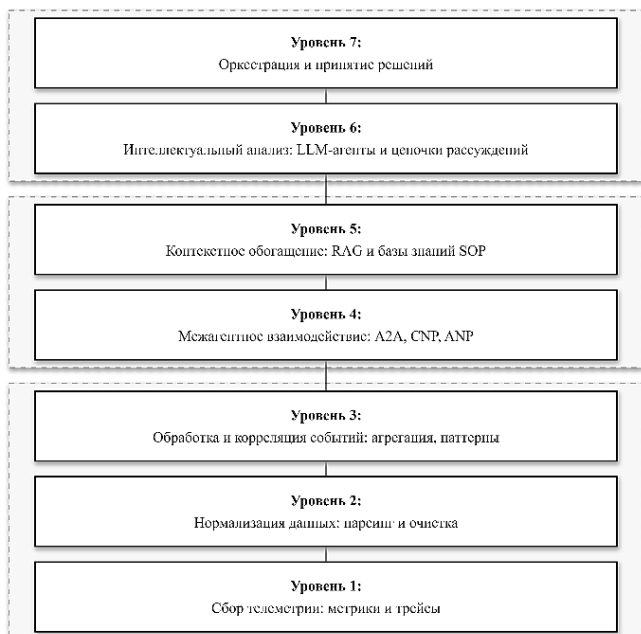 Уровень 7:
Оркестрация и принятие решений
Уровень 6:
Интеллектуальный анализ: LLM-агенты и цепочки рассуждений
Уровень 5:
Контекстное обогащение: RAG и базы знаний SOP
Уровень 4:
Межагентное взаимодействие: A2A, CNP, ANP
Уровень 3:
Обработка и корреляция событий: агрегация, паттерны
Уровень 2:
Нормализация данных: парсинг и очистка
Уровень 1:
Сбор телеметрии: метрики и трейсы